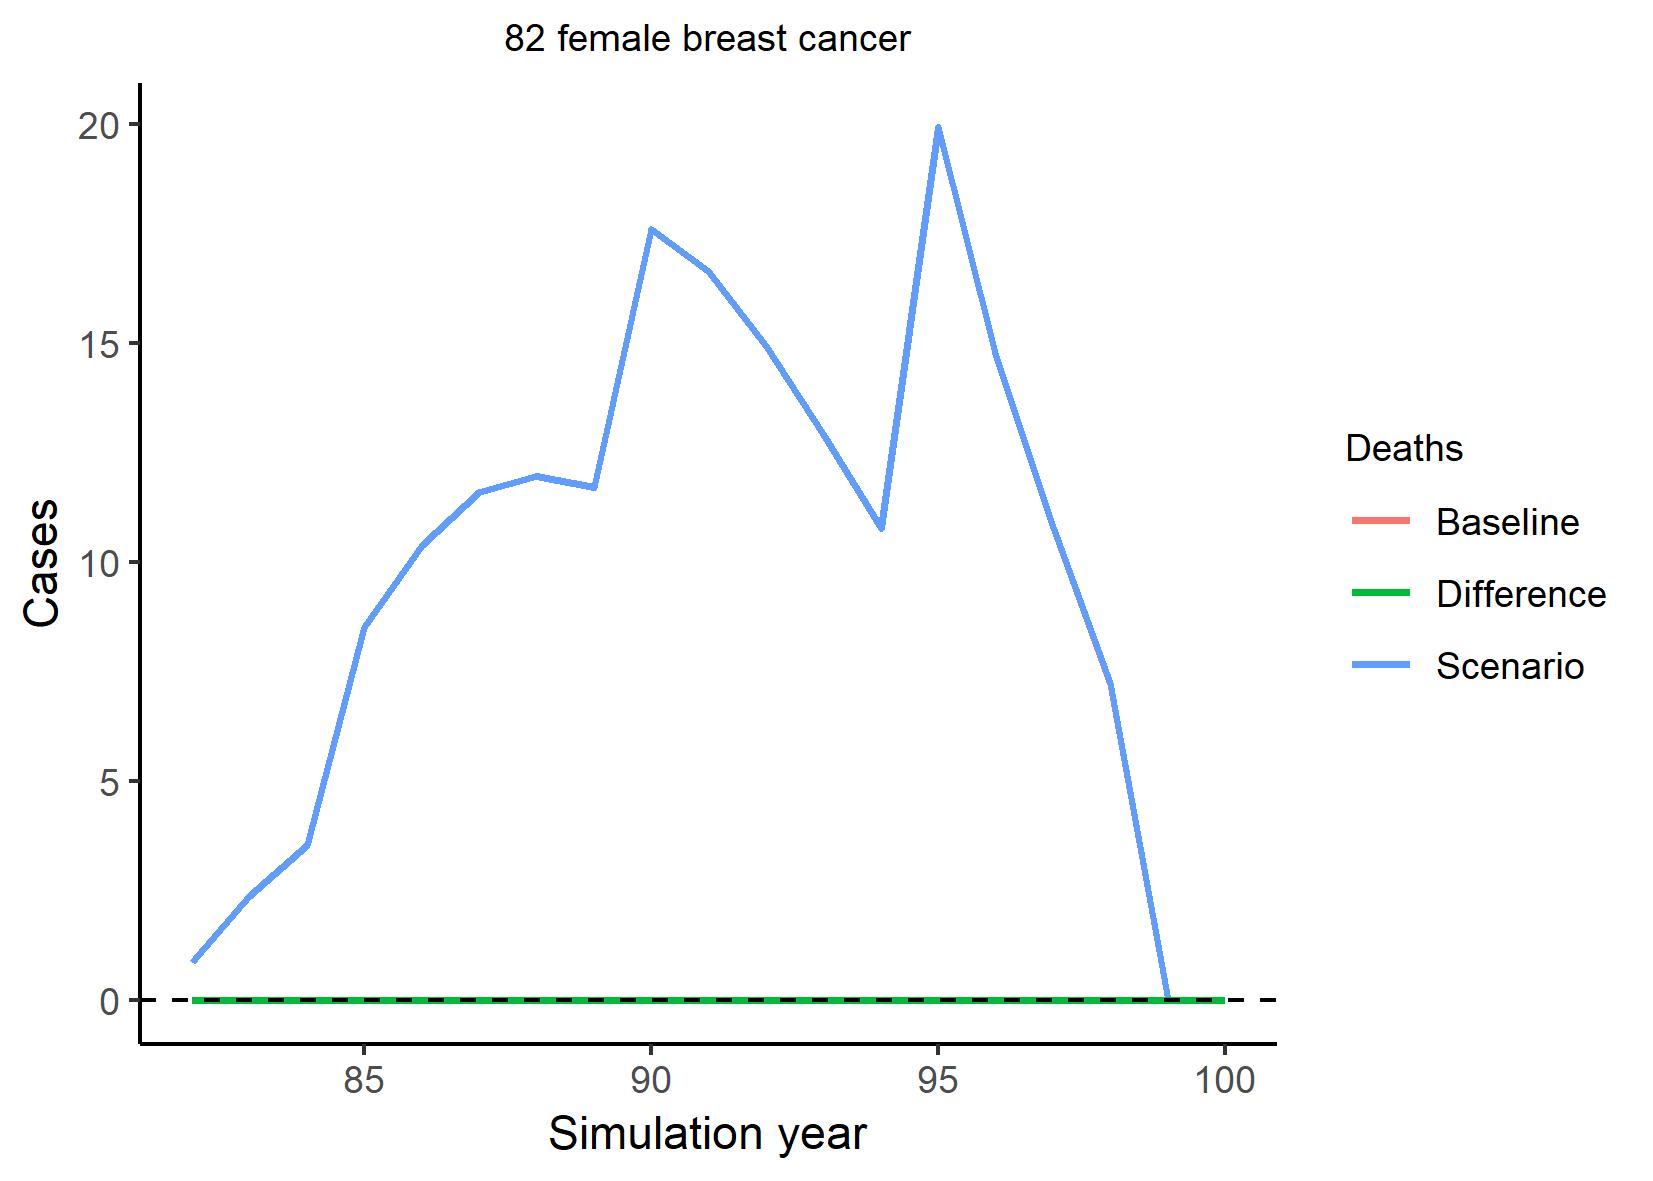 82 female breast cancer
20
15
10
5
0
Cases
85 90 95 100
Simulation year
Deaths
Baseline
Difference
Scenario